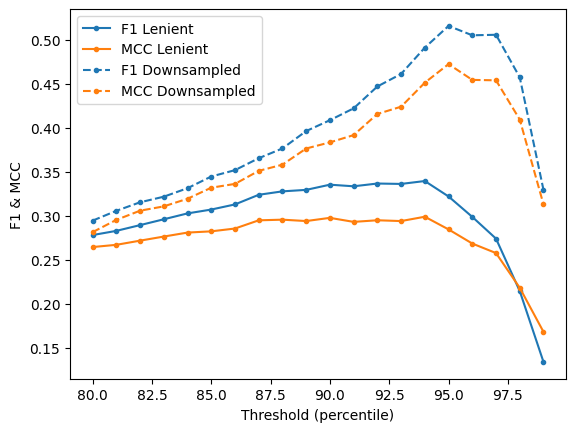 F1 Lenient
MCC Lenient
F1 Downsampled
MCC Downsampled
0.50
0.45
0.40
0.35
0.30
0.25
0.20
0.15
F1 & MCC
80.0 82.5 85.0 87.5 90.0 92.5 95.0 97.5
Threshold (percentile)